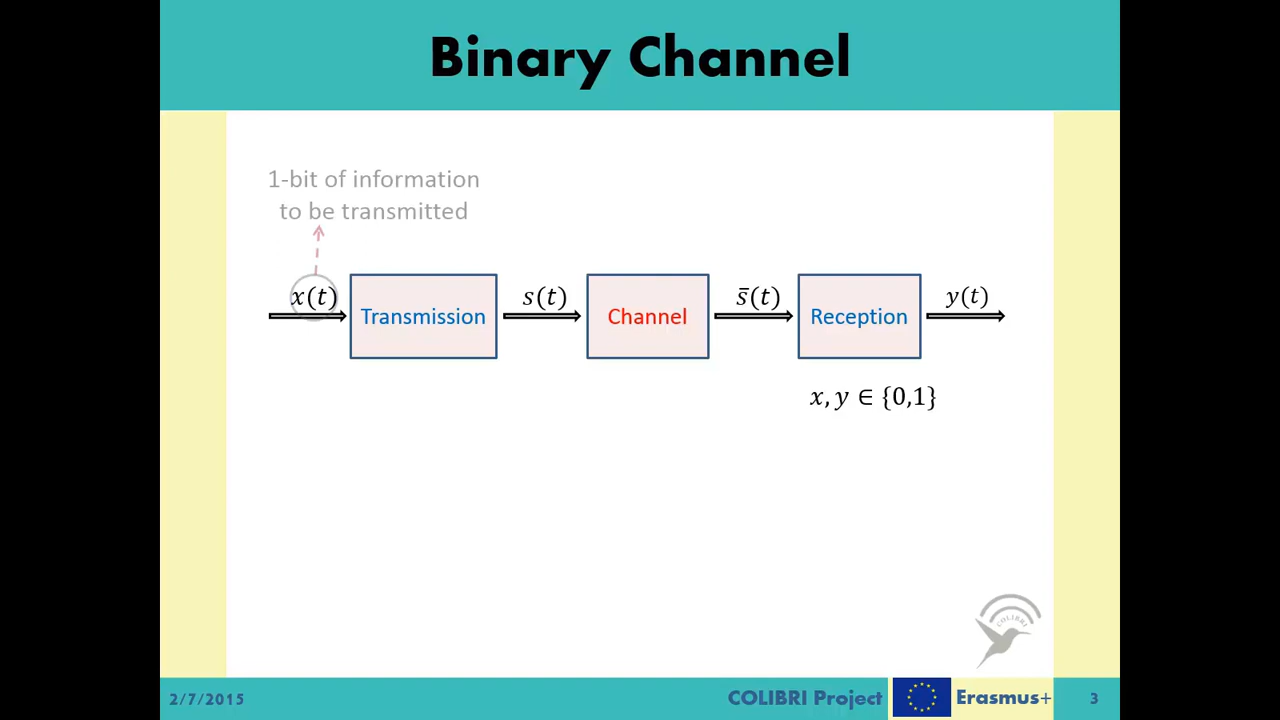 Binary Channel
1-bit of information
to be transmitted
x(t) Transmission s(t) Channel s̄(t) Reception y(t)
x, y ∈ {0,1}
COLIBRI
2/7/2015 COLIBRI Project Erasmus+ 3